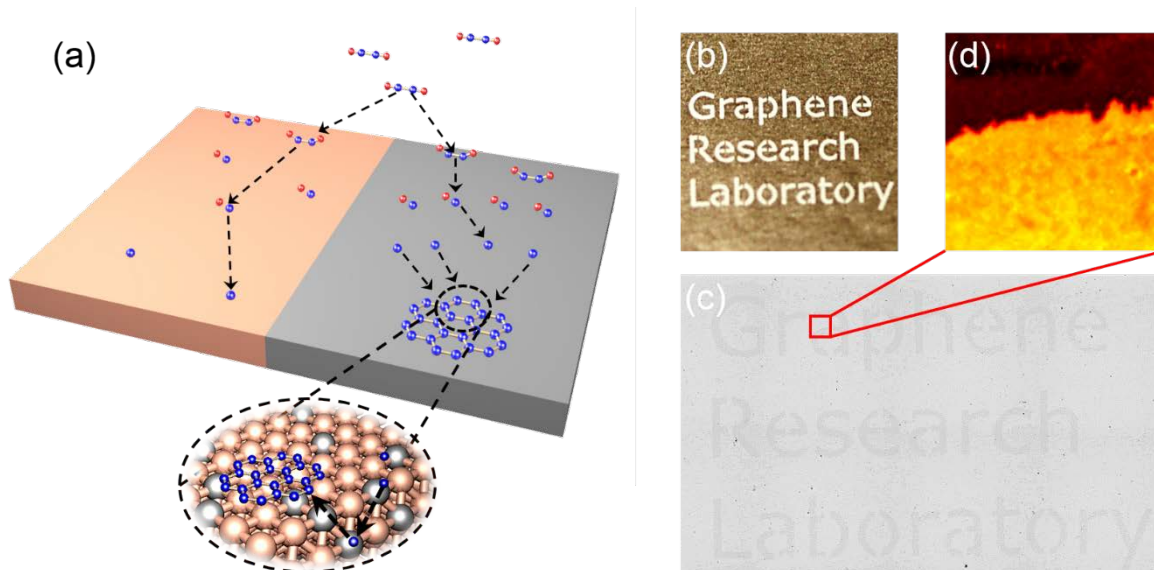 (a)
(b)
Graphene
Research
Laboratory
(d)
(c)
Graphene
Research
Laboratory